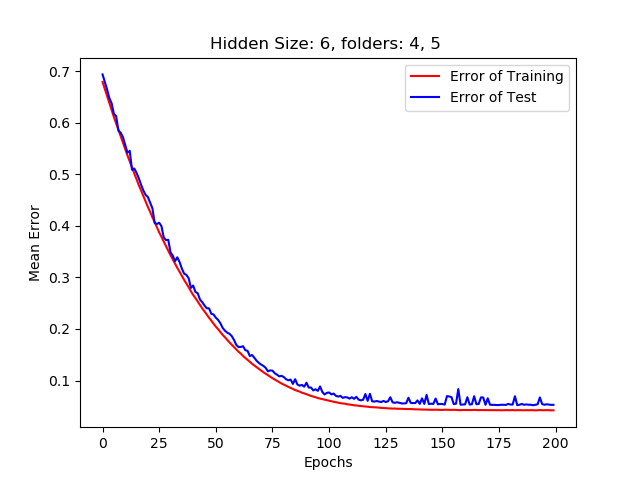 Hidden Size: 6, folders: 4, 5
Error of Training
Error of Test
Mean Error
0.7
0.6
0.5
0.4
0.3
0.2
0.1
0 25 50 75 100 125 150 175 200
Epochs